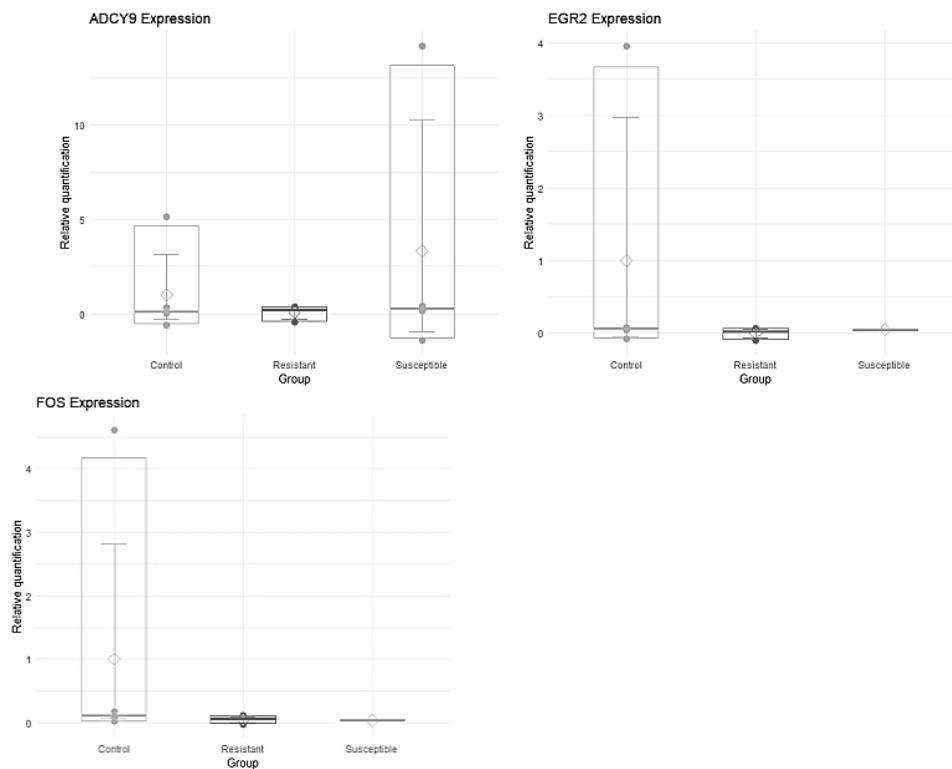 ADCY9 Expression
Relative quantification
10
5
0
Control
Resistant
Susceptible
Group
EGR2 Expression
Relative quantification
4
3
2
1
0
Control
Resistant
Susceptible
Group
FOS Expression
Relative quantification
4
3
2
1
0
Control
Resistant
Susceptible
Group